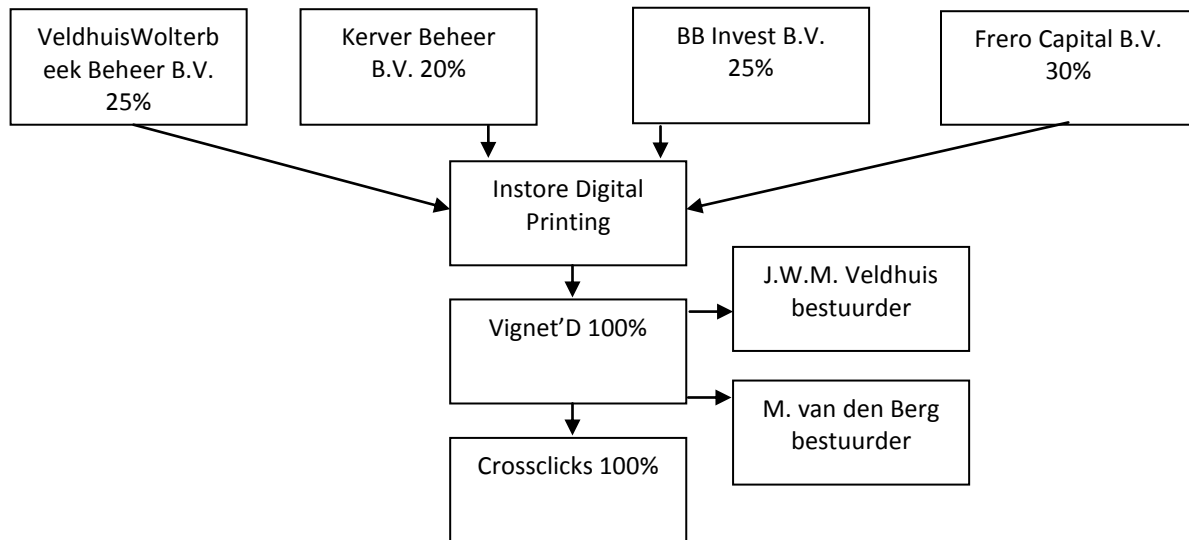 VeldhuisWolterb
eek Beheer B.V.
25%
Kerver Beheer
B.V. 20%
BB Invest B.V.
25%
Frero Capital B.V.
30%
Instore Digital
Printing
J.W.M. Veldhuis
bestuurder
Vignet’D 100%
M. van den Berg
bestuurder
Crossclicks 100%